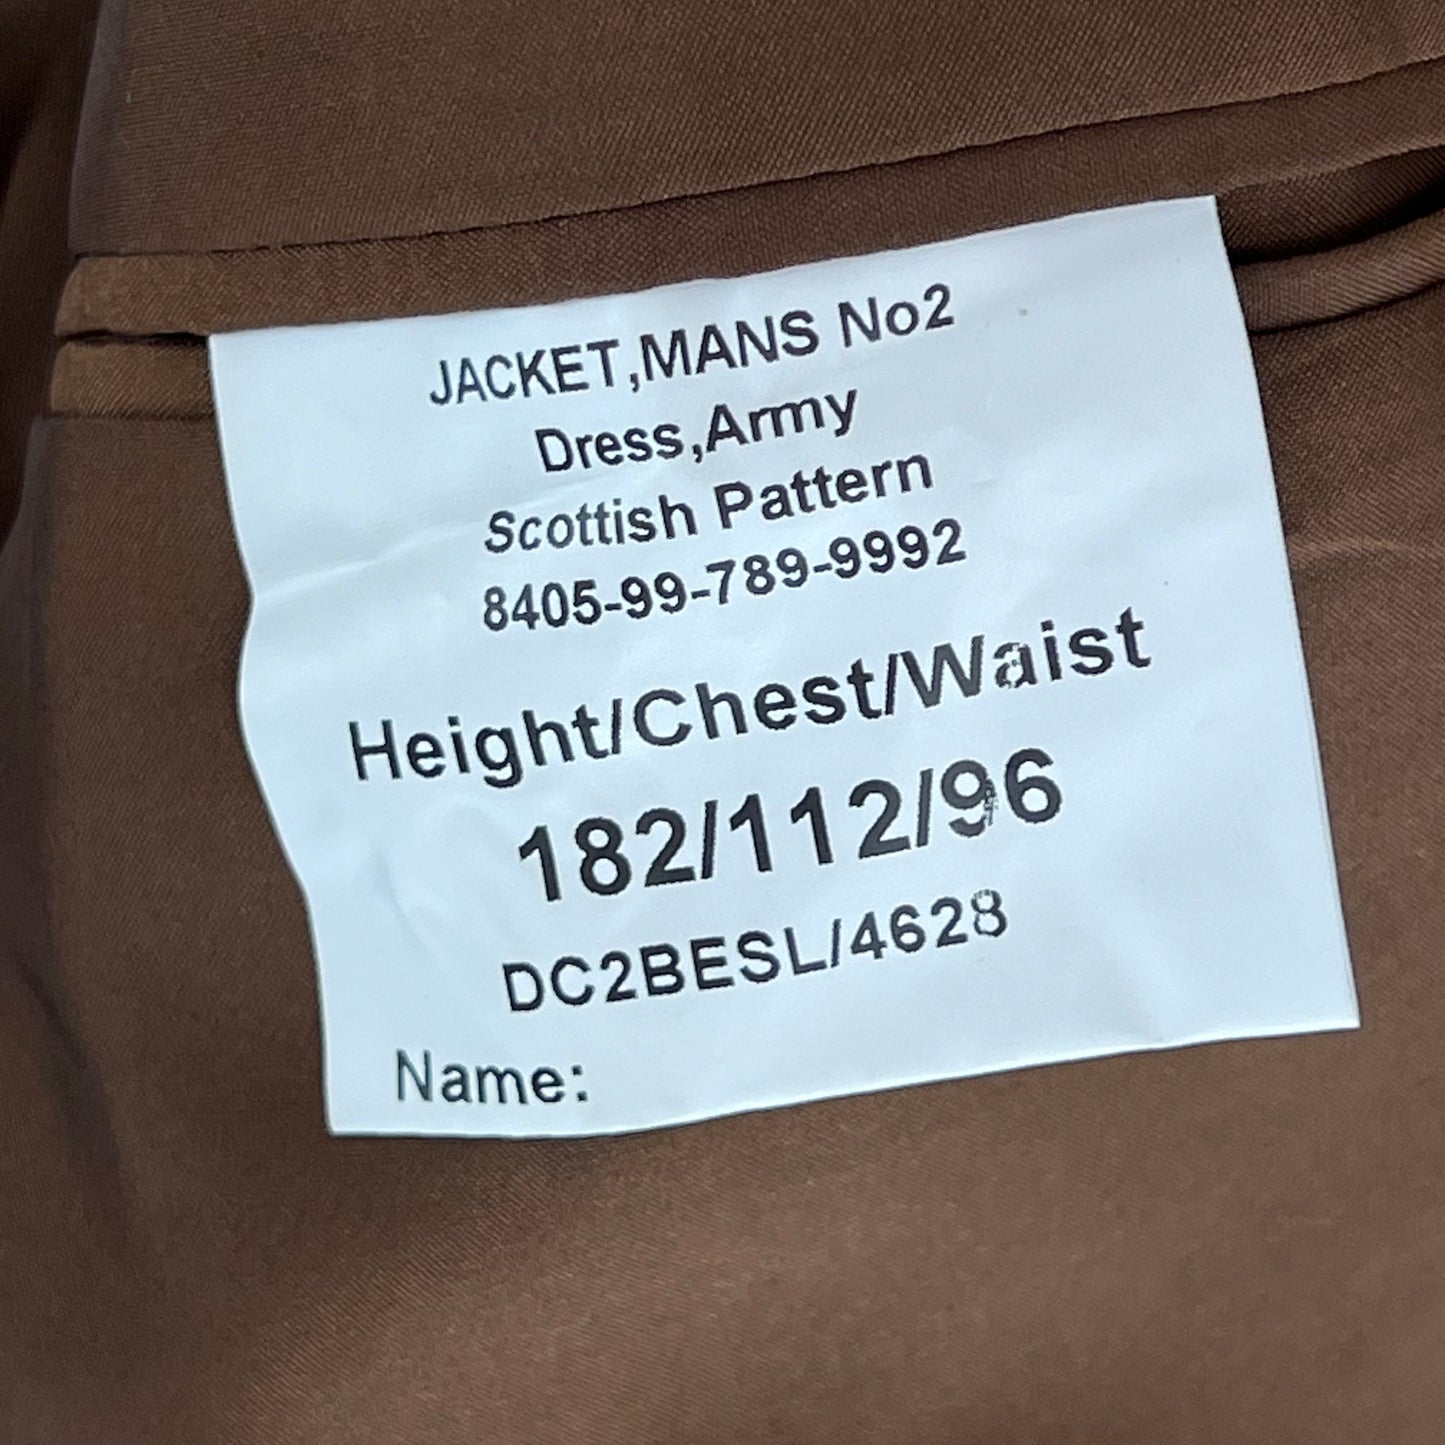 JACKET,MANS No2
Dress,Army
Scottish Pattern
8405-99-789-9992
Height/Chest/Waist
182/112/96
DC2BESL/4628
Name: